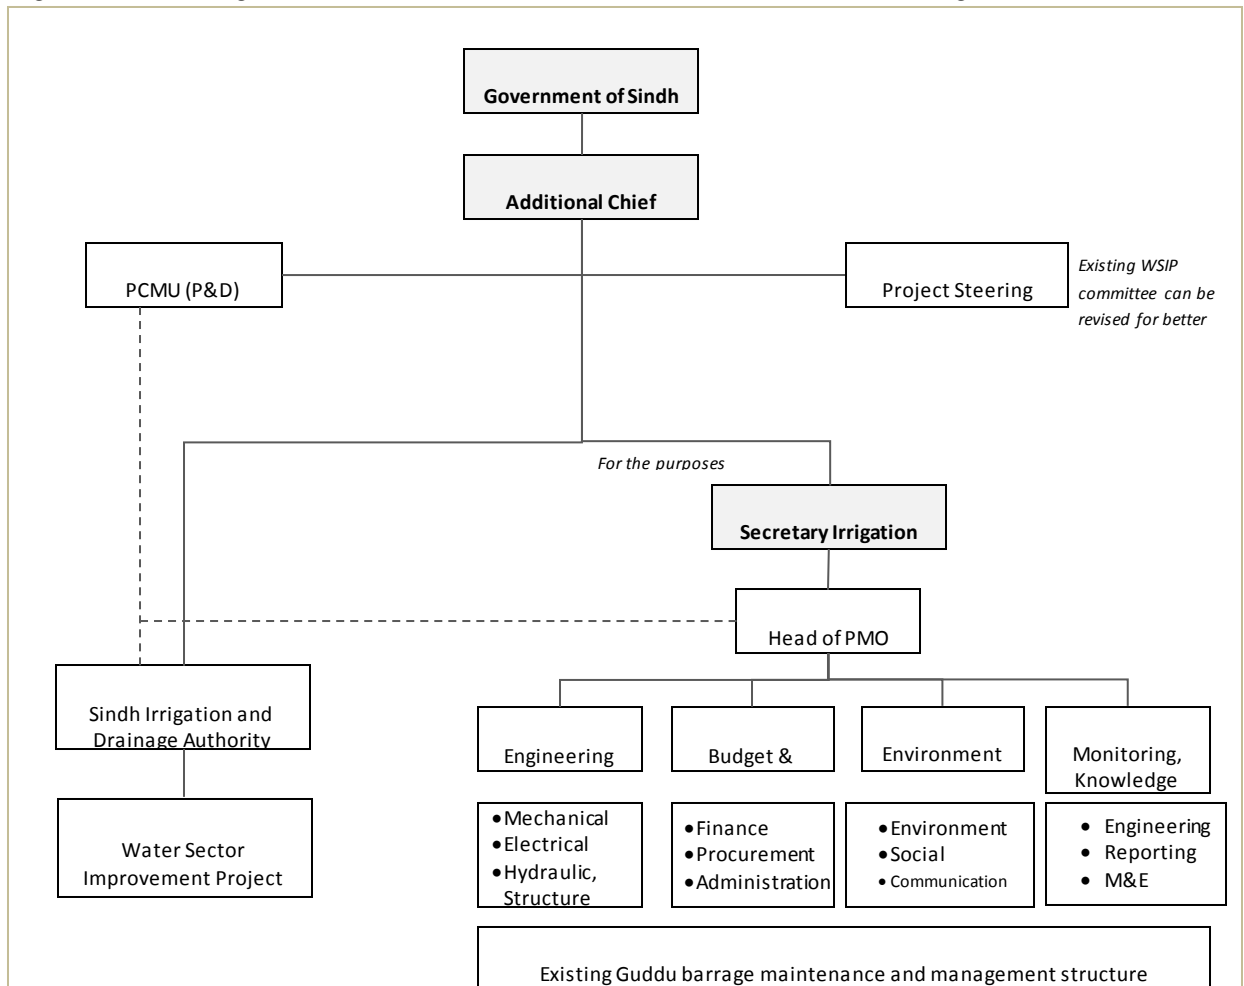 Government of Sindh
Additional Chief
PCMU (P&D)
Project Steering
Existing WSIP
committee can be
revised for better
For the purposes
Secretary Irrigation
Head of PMO
Sindh Irrigation and
Drainage Authority
Water Sector
Improvement Project
Engineering
Budget &
Environment
Monitoring,
Knowledge
•Mechanical
•Electrical
•Hydraulic,
Structure
•Finance
•Procurement
•Administration
•Environment
•Social
•Communication
• Engineering
• Reporting
• M&E
Existing Guddu barrage maintenance and management structure